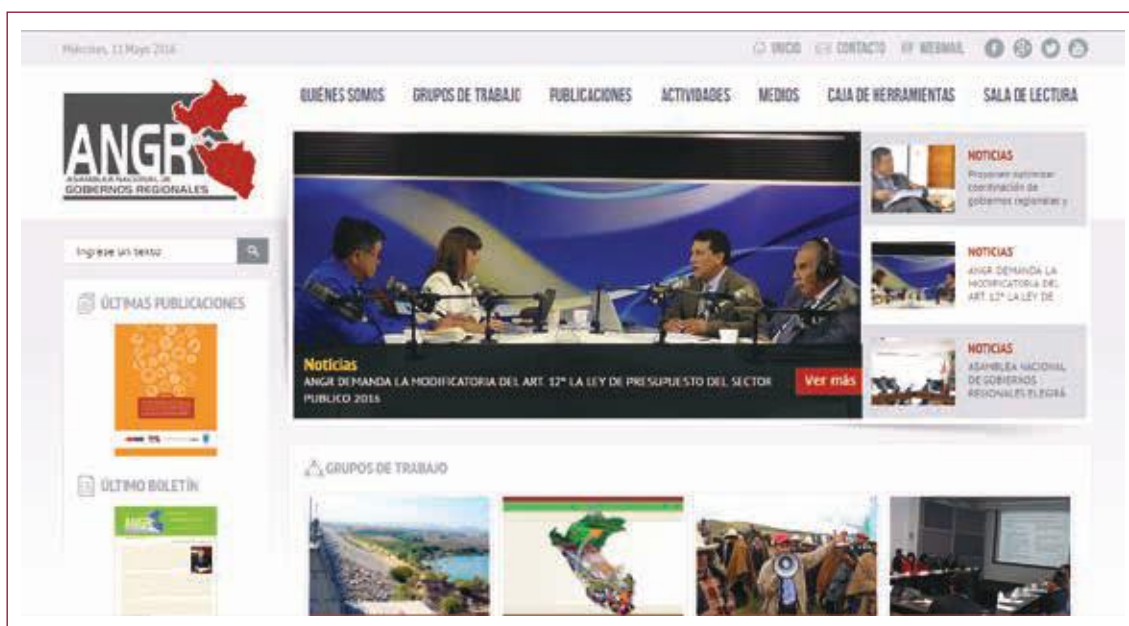 Miércoles, 11 Mayo 2016
INICIO
CONTACTO
WEBMAIL
ANGR
ASAMBLEA NACIONAL DE
GOBIERNOS REGIONALES
QUIÉNES SOMOS
GRUPOS DE TRABAJO
PUBLICACIONES
ACTIVIDADES
MEDIOS
CAJA DE HERRAMIENTAS
SALA DE LECTURA
Ingrese un texto
ÚLTIMAS PUBLICACIONES
ÚLTIMO BOLETÍN
ANGR
Noticias
ANGR DEMANDA LA MODIFICATORIA DEL ART. 12° LA LEY DE PRESUPUESTO DEL SECTOR
PUBLICO 2016
Ver más
NOTICIAS
Proponen optimizar
coordinación de
gobiernos regionales y
NOTICIAS
ANGR DEMANDA LA
MODIFICATORIA DEL
ART. 12° LA LEY DE
NOTICIAS
ASAMBLEA NACIONAL
DE GOBIERNOS
REGIONALES ELEGIRÁ
GRUPOS DE TRABAJO